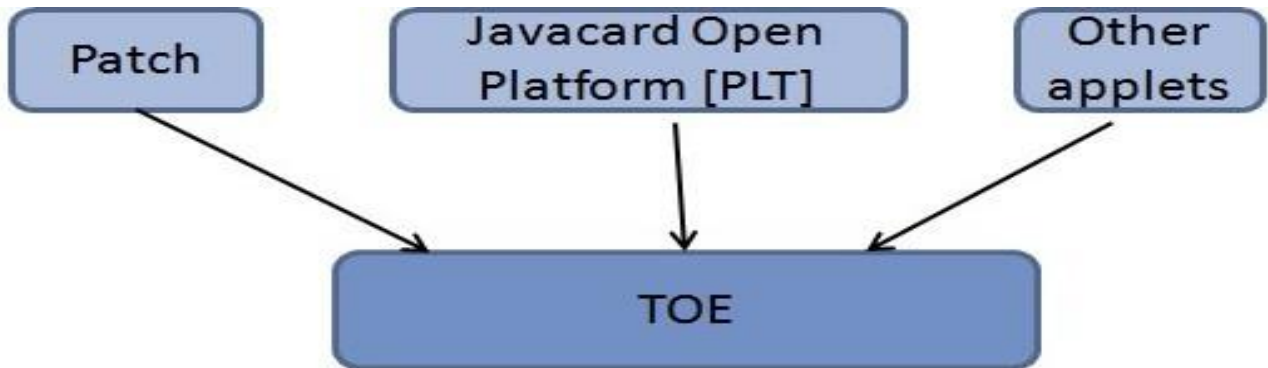 Patch
Javacard Open
Platform [PLT]
Other
applets
TOE